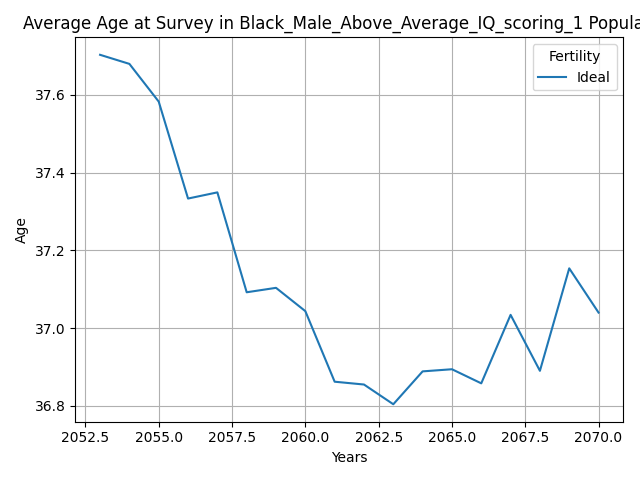 Average Age at Survey in Black_Male_Above_Average_IQ_scoring_1 Popula
Fertility
Ideal
37.6
37.4
37.2
37.0
36.8
Age
2052.5 2055.0 2057.5 2060.0 2062.5 2065.0 2067.5 2070.0
Years